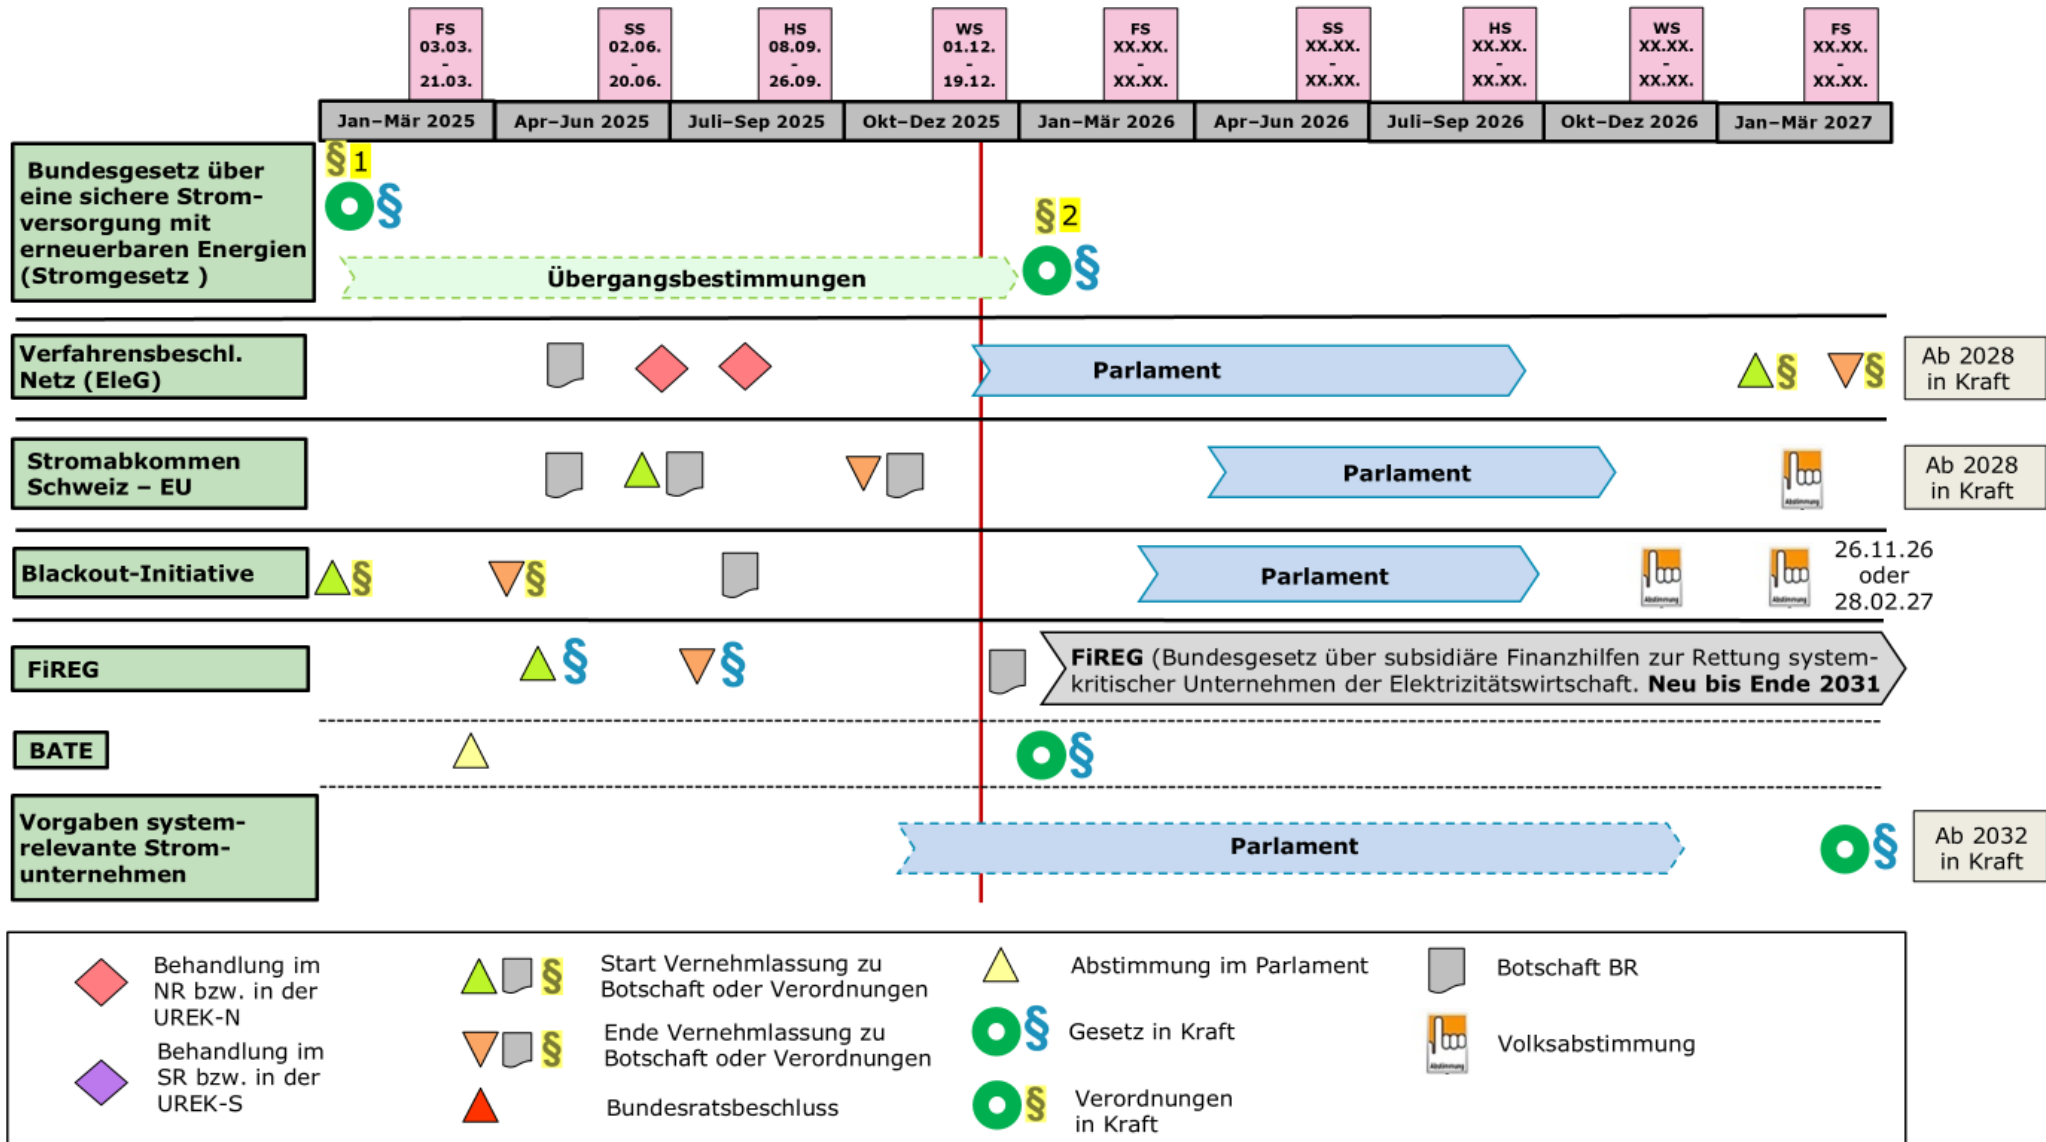 FS
03.03.
-
21.03.
SS
02.06.
-
20.06.
HS
08.09.
-
26.09.
WS
01.12.
-
19.12.
FS
XX.XX.
-
XX.XX.
SS
XX.XX.
-
XX.XX.
HS
XX.XX.
-
XX.XX.
WS
XX.XX.
-
XX.XX.
FS
XX.XX.
-
XX.XX.
Jan–Mär 2025
Apr–Jun 2025
Juli–Sep 2025
Okt–Dez 2025
Jan–Mär 2026
Apr–Jun 2026
Juli–Sep 2026
Okt–Dez 2026
Jan–Mär 2027
Bundesgesetz über
eine sichere Strom-
versorgung mit
erneuerbaren Energien
(Stromgesetz )
§ 1
§
§ 2
§
Übergangsbestimmungen
Verfahrensbeschl.
Netz (EleG)
Parlament
§
§
Ab 2028
in Kraft
Stromabkommen
Schweiz – EU
Parlament
Abstimmung
Ab 2028
in Kraft
Blackout-Initiative
§
§
Parlament
Abstimmung
Abstimmung
26.11.26
oder
28.02.27
FiREG
§
§
FiREG (Bundesgesetz über subsidiäre Finanzhilfen zur Rettung system-
kritischer Unternehmen der Elektrizitätswirtschaft. Neu bis Ende 2031
BATE
§
Vorgaben system-
relevante Strom-
unternehmen
Parlament
§
Ab 2032
in Kraft
Behandlung im
NR bzw. in der
UREK-N
Behandlung im
SR bzw. in der
UREK-S
§
Start Vernehmlassung zu
Botschaft oder Verordnungen
§
Ende Vernehmlassung zu
Botschaft oder Verordnungen
Bundesratsbeschluss
Abstimmung im Parlament
§
Gesetz in Kraft
§
Verordnungen
in Kraft
Botschaft BR
Abstimmung
Volksabstimmung